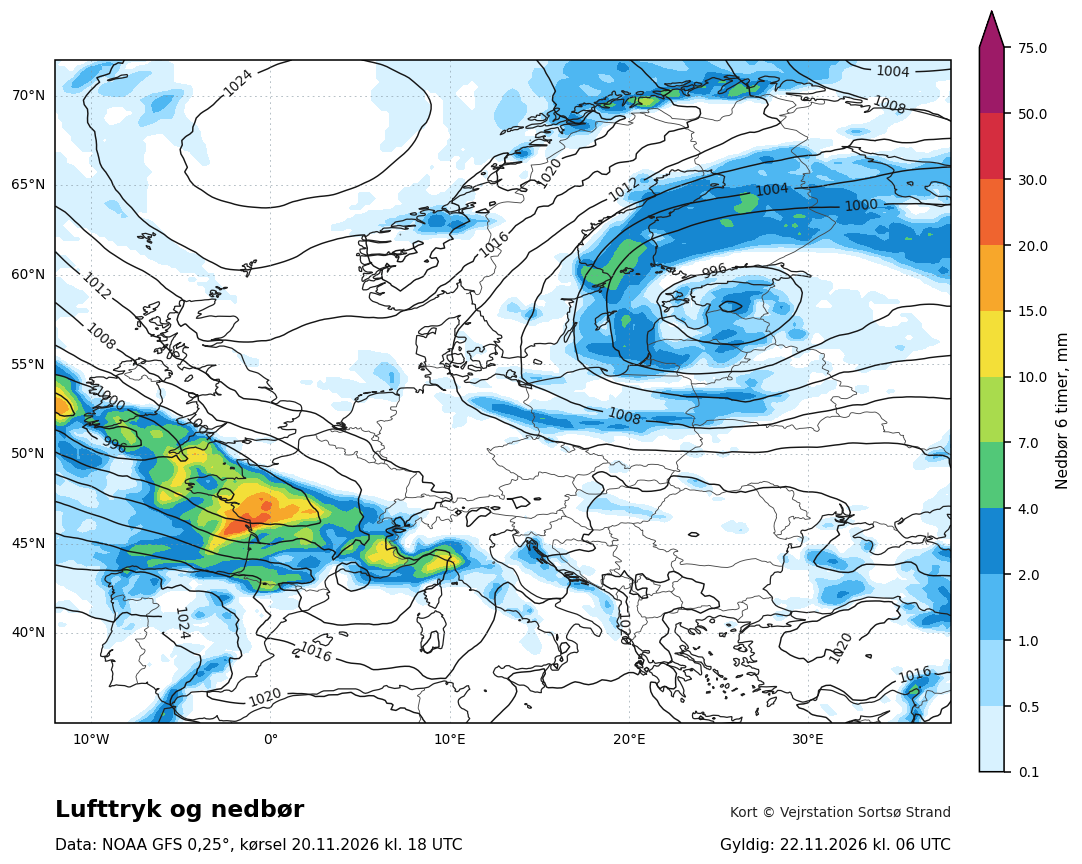 1024
1004
1008
1020
1012
1004
1000
1016
996
1012
1008
1000
1004
996
1008
1024
1016
1020
1020
1020
1016
70°N
65°N
60°N
55°N
50°N
45°N
40°N
10°W
0°
10°E
20°E
30°E
75.0
50.0
30.0
20.0
15.0
10.0
7.0
4.0
2.0
1.0
0.5
0.1
Nedbør 6 timer, mm
Lufttryk og nedbør
Kort © Vejrstation Sortsø Strand
Data: NOAA GFS 0,25°, kørsel 20.11.2026 kl. 18 UTC
Gyldig: 22.11.2026 kl. 06 UTC